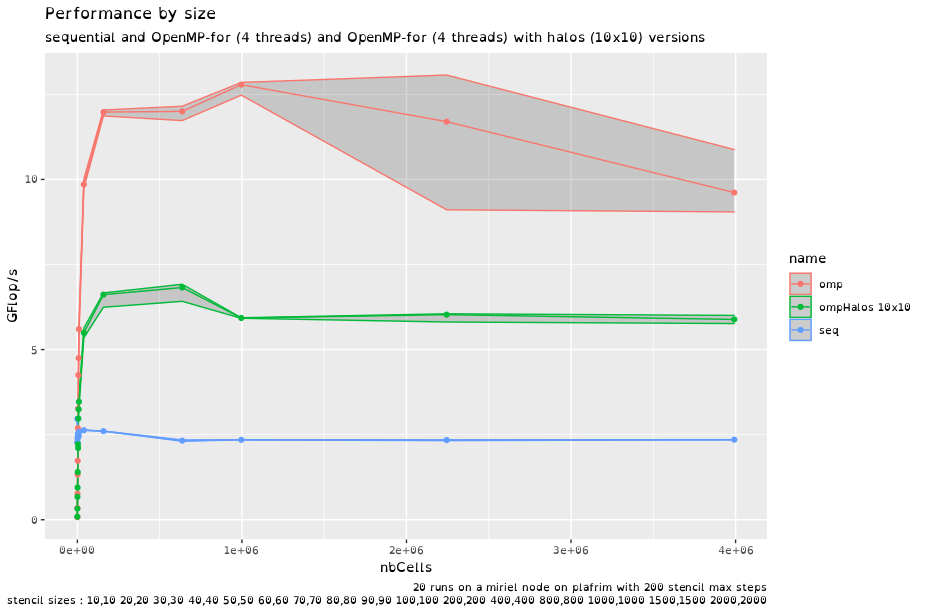 Performance by size
sequential and OpenMP-for (4 threads) and OpenMP-for (4 threads) with halos (10x10) versions
GFlop/s
10
5
0
0e+00 1e+06 2e+06 3e+06 4e+06
nbCells
name
omp
ompHalos 10x10
seq
20 runs on a miriel node on plafrim with 200 stencil max steps
stencil sizes : 10,10 20,20 30,30 40,40 50,50 60,60 70,70 80,80 90,90 100,100 200,200 400,400 800,800 1000,1000 1500,1500 2000,2000